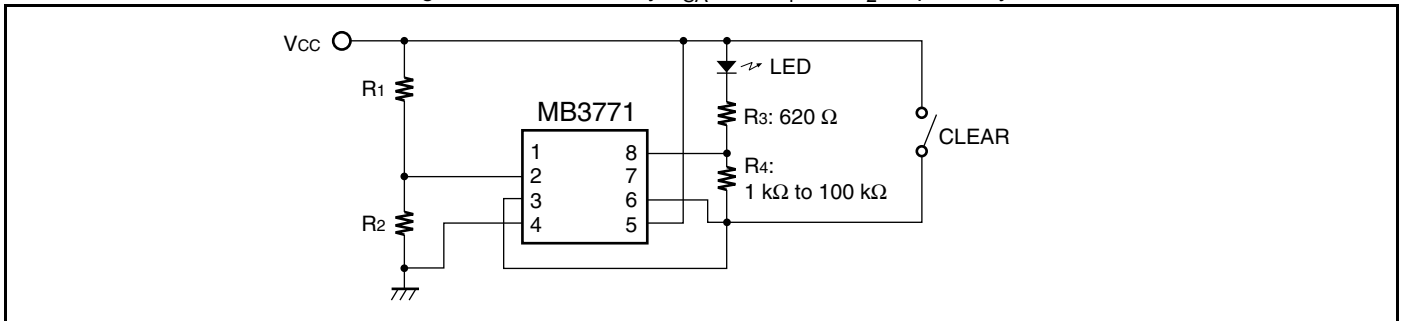 VCC
LED
R1
MB3771
R3: 620 Ω
CLEAR
1
8
R4:
2
7
1 kΩ to 100 kΩ
3
6
R2
4
5